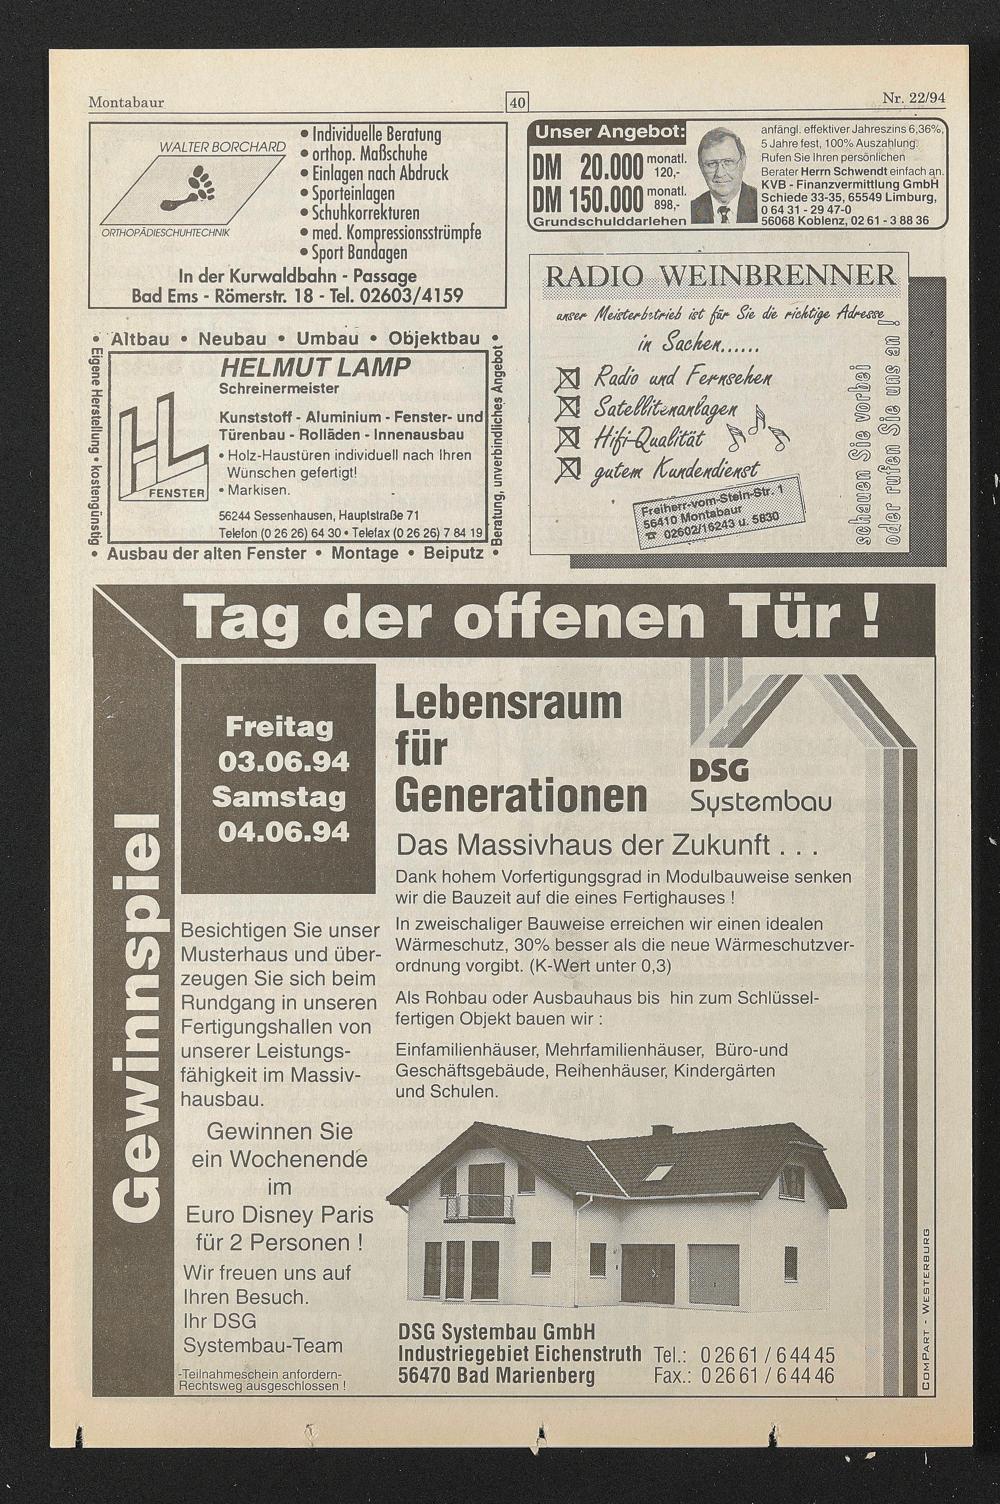 Montabaur
40
Nr. 22/94
WALTER BORCHARD
ORTHOPÄDIESCHUHTECHNIK
• Individuelle Beratung
• orthop. Maßschuhe
• Einlagen nach Abdruck
• Sporteinlagen
• Schuhkorrekturen
• med. Kompressionsstrümpfe
• Sport Bandagen
In der Kurwaldbahn - Passage
Bad Ems - Römerstr. 18 - Tel. 02603/4159
Unser Angebot:
DM 20.000 monatl. 120,-
DM 150.000 monatl. 898,-
Grundschulddarlehen
anfängl. effektiver Jahreszins 6,36%,
5 Jahre fest, 100% Auszahlung.
Rufen Sie Ihren persönlichen
Berater Herrn Schwendt einfach an.
KVB - Finanzvermittlung GmbH
Schiede 33-35, 65549 Limburg,
0 64 31 - 29 47-0
56068 Koblenz, 02 61 - 3 88 36
• Altbau • Neubau • Umbau • Objektbau •
Eigene Herstellung • kostengünstig
HELMUT LAMP
Schreinermeister
HL
FENSTER
Kunststoff - Aluminium - Fenster- und
Türenbau - Rolläden - Innenausbau
• Holz-Haustüren individuell nach Ihren
Wünschen gefertigt!
• Markisen.
56244 Sessenhausen, Hauptstraße 71
Telefon (0 26 26) 64 30 • Telefax (0 26 26) 7 84 19
Beratung, unverbindliches Angebot
• Ausbau der alten Fenster • Montage • Beiputz •
RADIO WEINBRENNER
unser Meisterbetrieb ist für Sie die richtige Adresse
in Sachen......
Radio und Fernsehen
Satellitenanlagen
Hifi-Qualität
gutem Kundendienst
Freiherr-vom-Stein-Str. 1
56410 Montabaur
☎ 02602/16243 u. 5830
schauen Sie vorbei
oder rufen Sie uns an !
Tag der offenen Tür !
Gewinnspiel
Freitag
03.06.94
Samstag
04.06.94
Besichtigen Sie unser
Musterhaus und über-
zeugen Sie sich beim
Rundgang in unseren
Fertigungshallen von
unserer Leistungs-
fähigkeit im Massiv-
hausbau.
Gewinnen Sie
ein Wochenende
im
Euro Disney Paris
für 2 Personen !
Wir freuen uns auf
Ihren Besuch.
Ihr DSG
Systembau-Team
-Teilnahmeschein anfordern-
Rechtsweg ausgeschlossen !
Lebensraum
für
Generationen
DSG
Systembau
Das Massivhaus der Zukunft . . .
Dank hohem Vorfertigungsgrad in Modulbauweise senken
wir die Bauzeit auf die eines Fertighauses !
In zweischaliger Bauweise erreichen wir einen idealen
Wärmeschutz, 30% besser als die neue Wärmeschutzver-
ordnung vorgibt. (K-Wert unter 0,3)
Als Rohbau oder Ausbauhaus bis hin zum Schlüssel-
fertigen Objekt bauen wir :
Einfamilienhäuser, Mehrfamilienhäuser, Büro-und
Geschäftsgebäude, Reihenhäuser, Kindergärten
und Schulen.
DSG Systembau GmbH
Industriegebiet Eichenstruth
56470 Bad Marienberg
Tel.: 0 26 61 / 6 44 45
Fax.: 0 26 61 / 6 44 46
COMPART - WESTERBURG